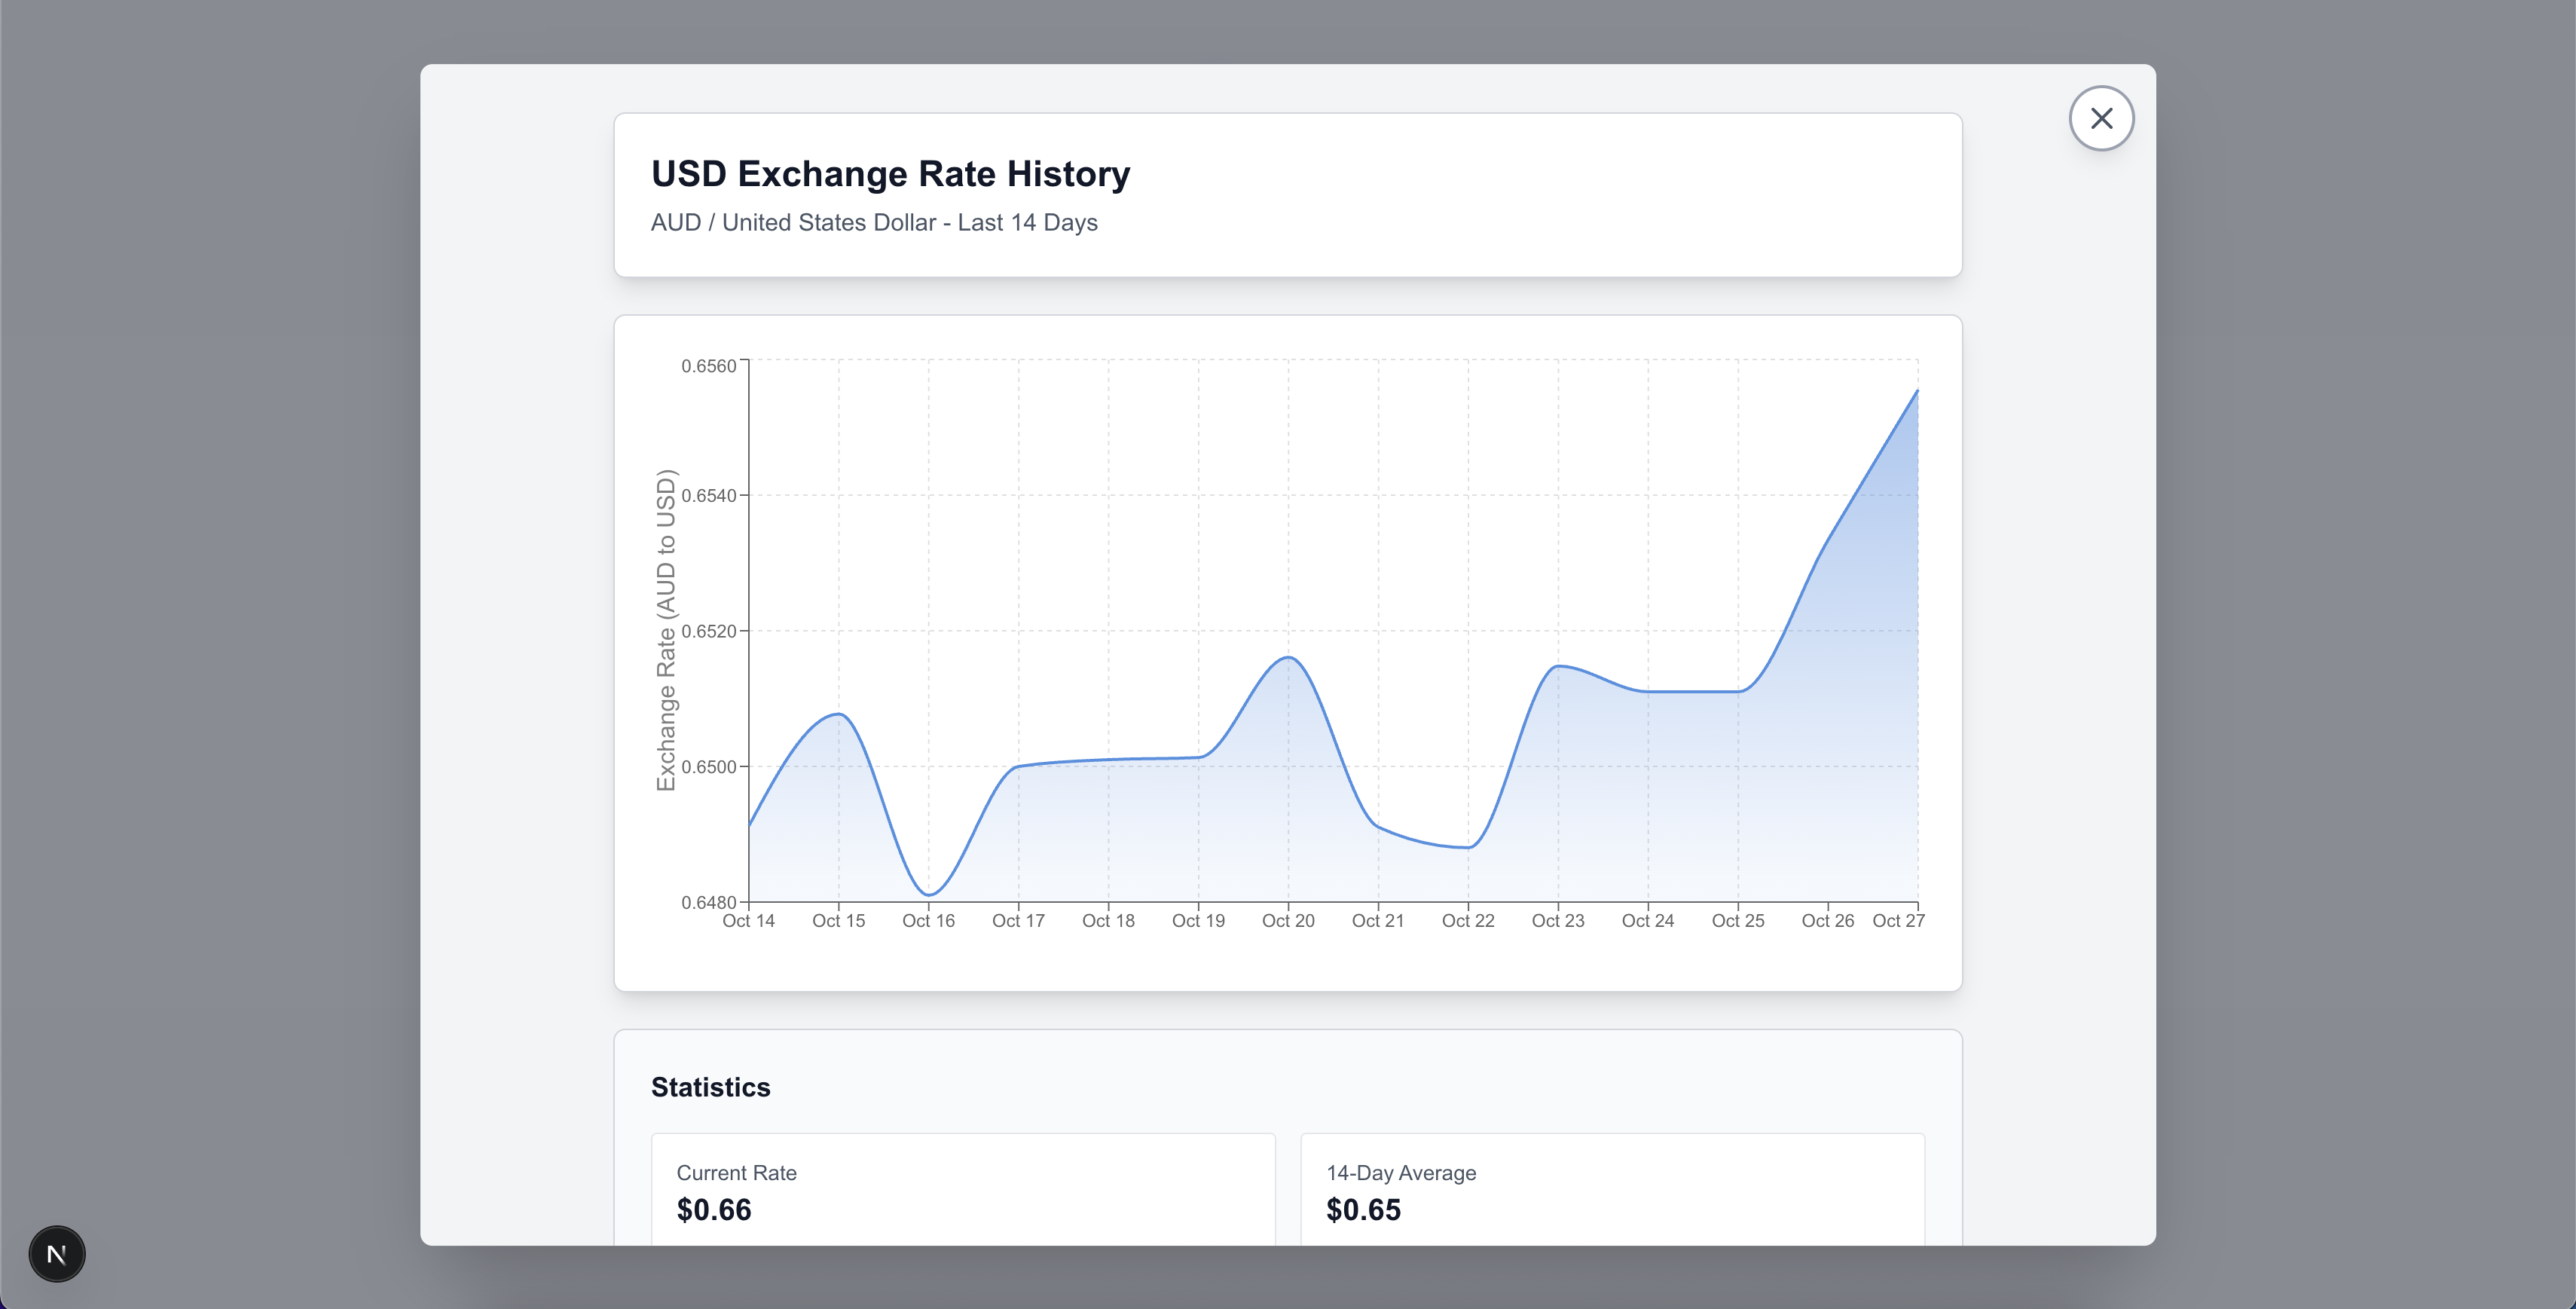 USD Exchange Rate History
AUD / United States Dollar - Last 14 Days
Exchange Rate (AUD to USD)
0.6560
0.6540
0.6520
0.6500
0.6480
Oct 14 Oct 15 Oct 16 Oct 17 Oct 18 Oct 19 Oct 20 Oct 21 Oct 22 Oct 23 Oct 24 Oct 25 Oct 26 Oct 27
Statistics
Current Rate
$0.66
14-Day Average
$0.65
N